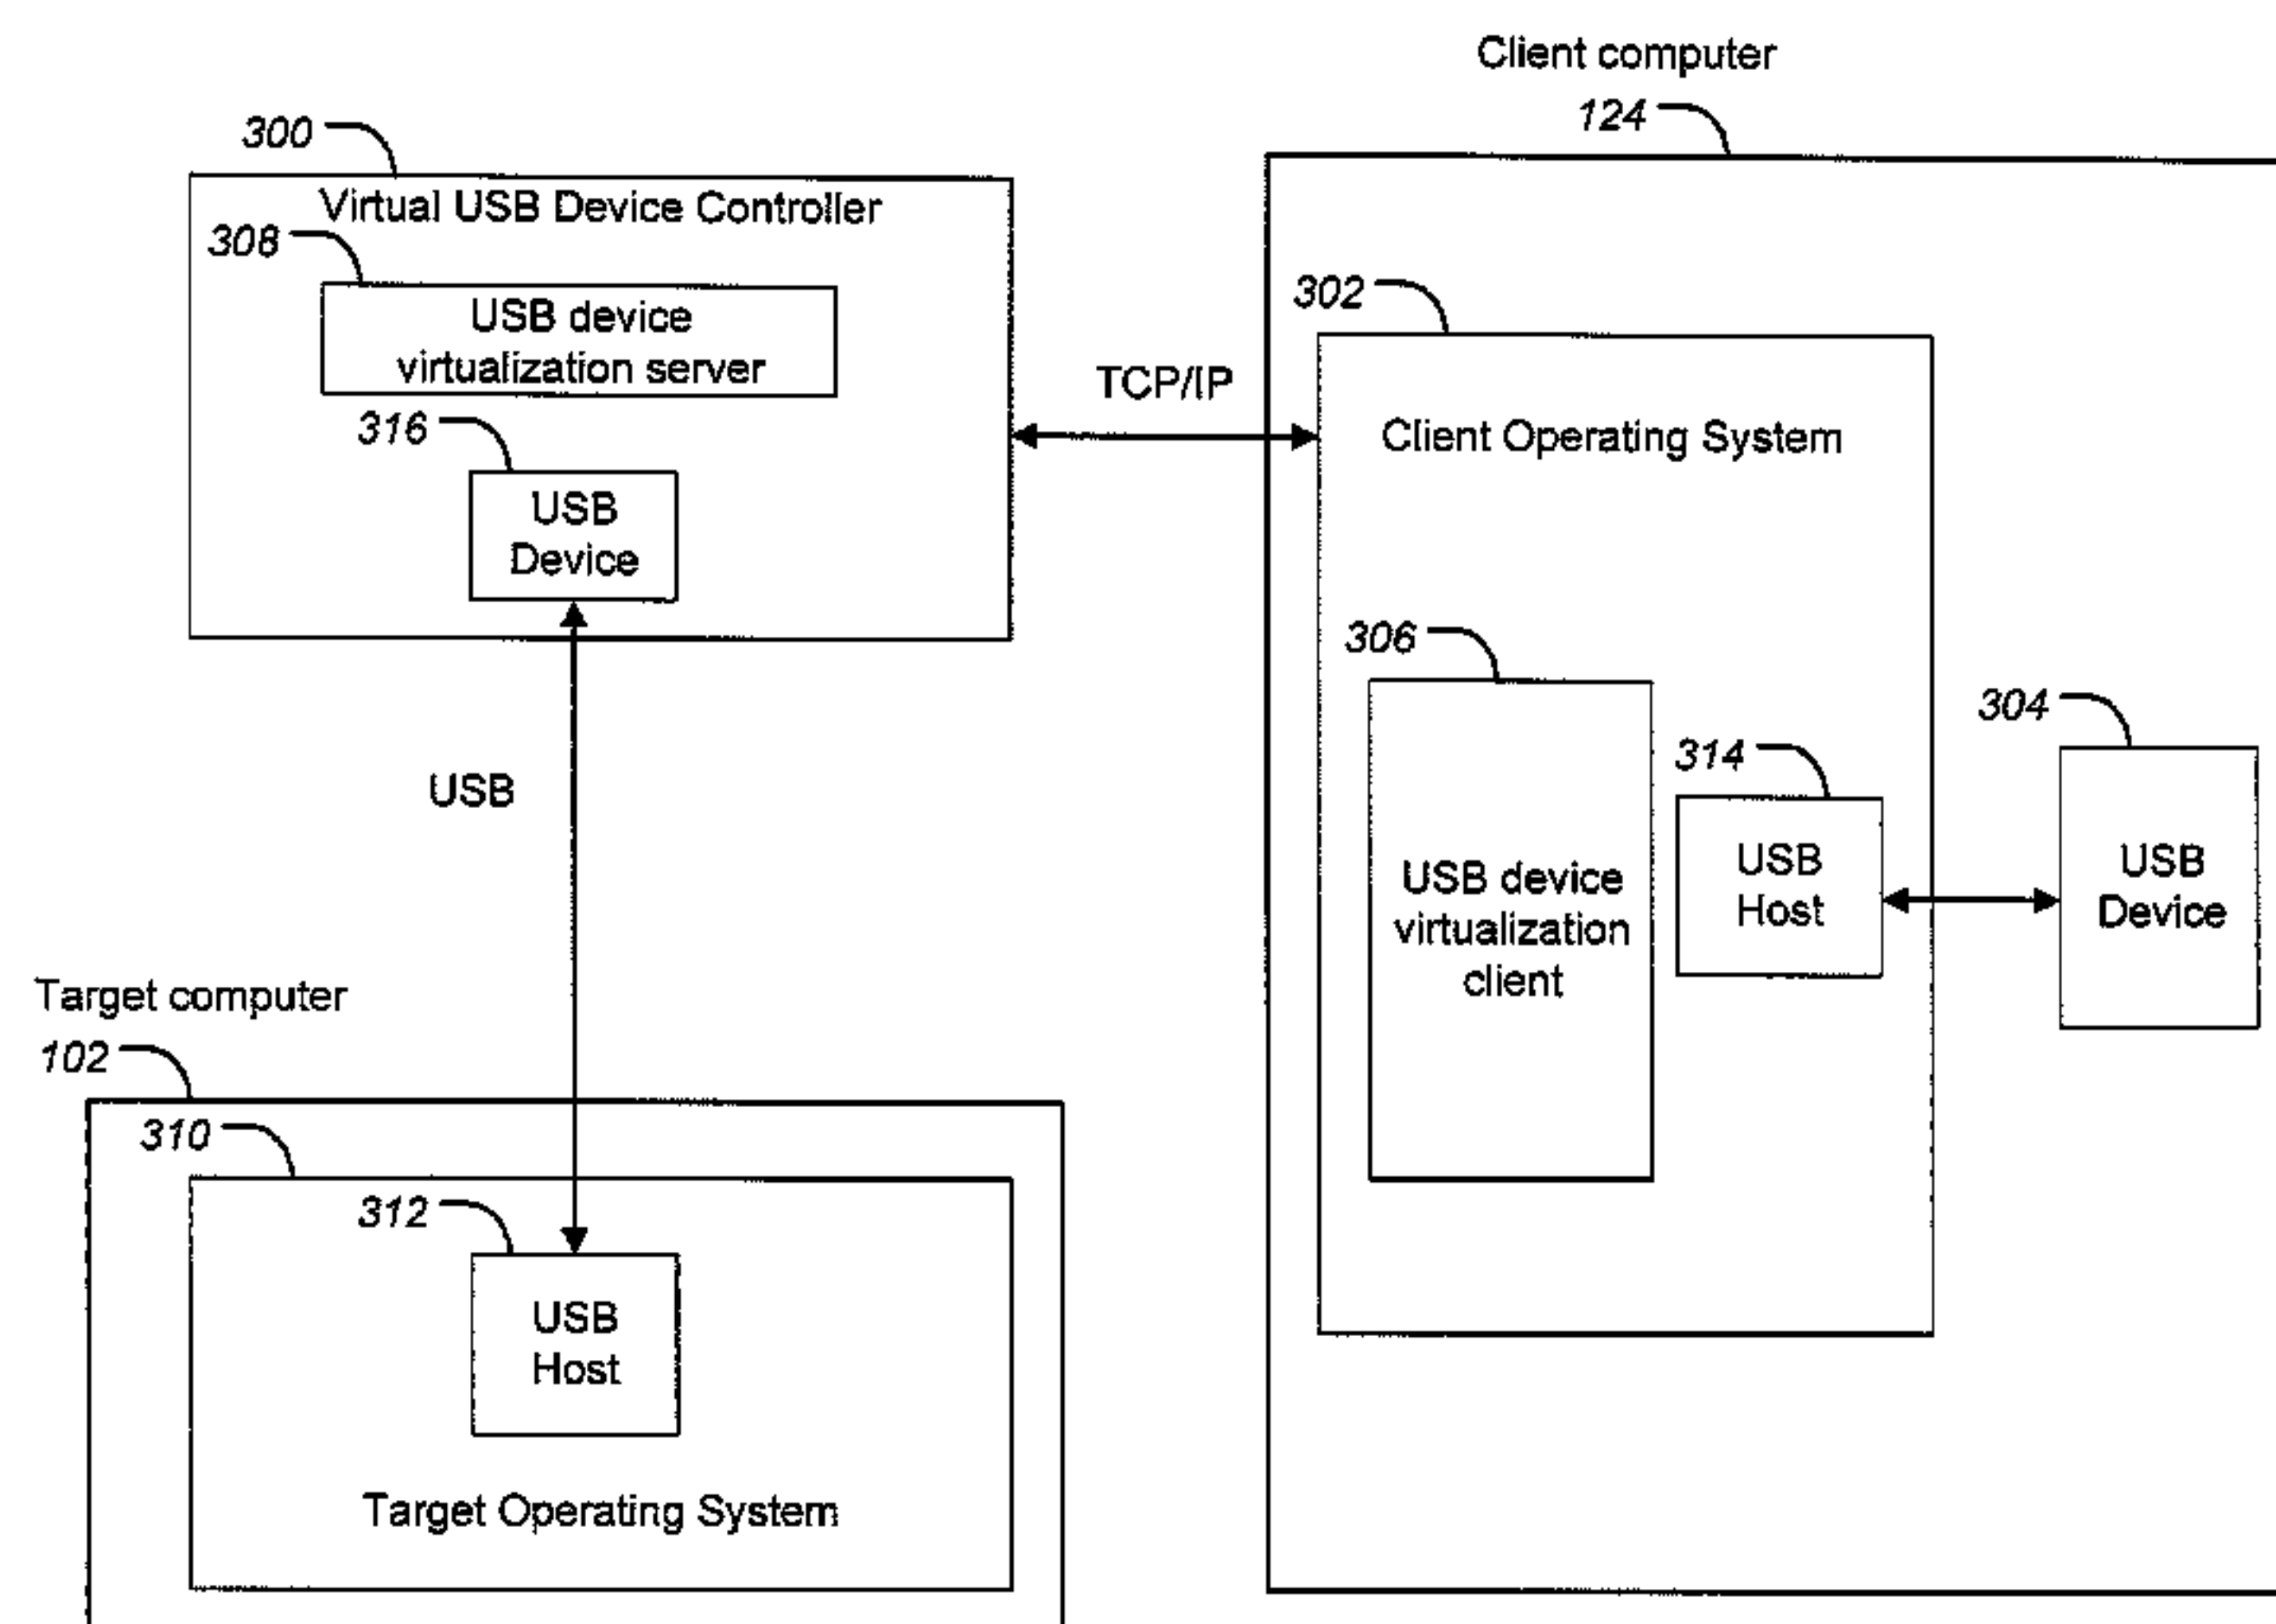 Client computer
124
300
Virtual USB Device Controller
308
USB device
virtualization server
316
USB
Device
TCP/IP
302
Client Operating System
306
USB device
virtualization
client
314
USB
Host
304
USB
Device
USB
Target computer
102
310
312
USB
Host
Target Operating System